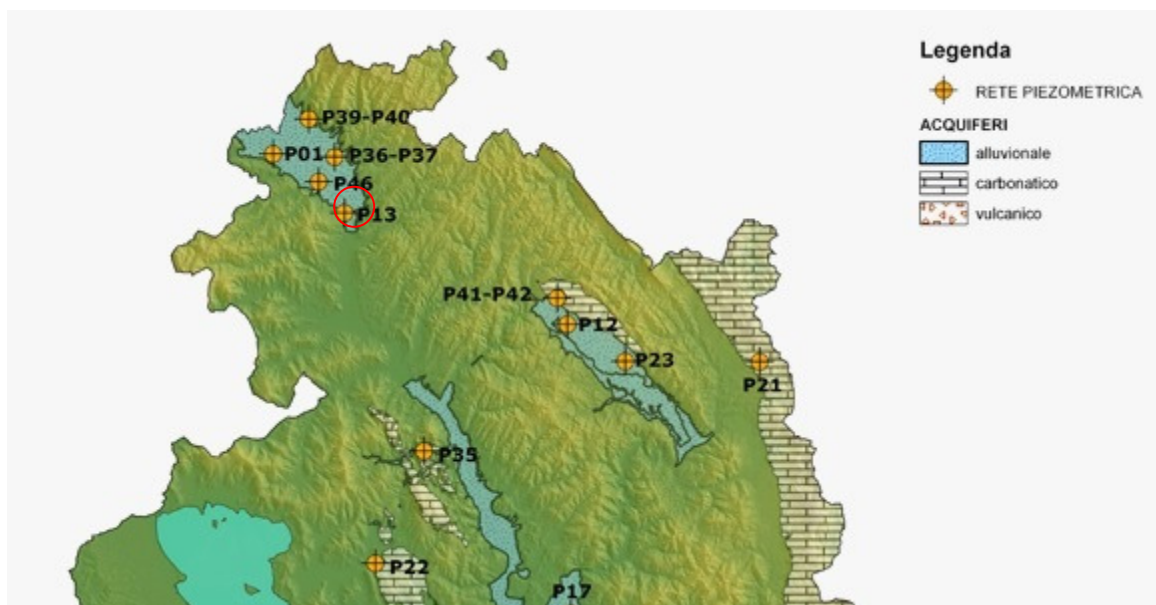 Legenda
RETE PIEZOMETRICA
ACQUIFERI
alluvionale
carbonatico
vulcanico
P39-P40
P01
P36-P37
P46
P13
P41-P42
P12
P23
P21
P35
P22
P17